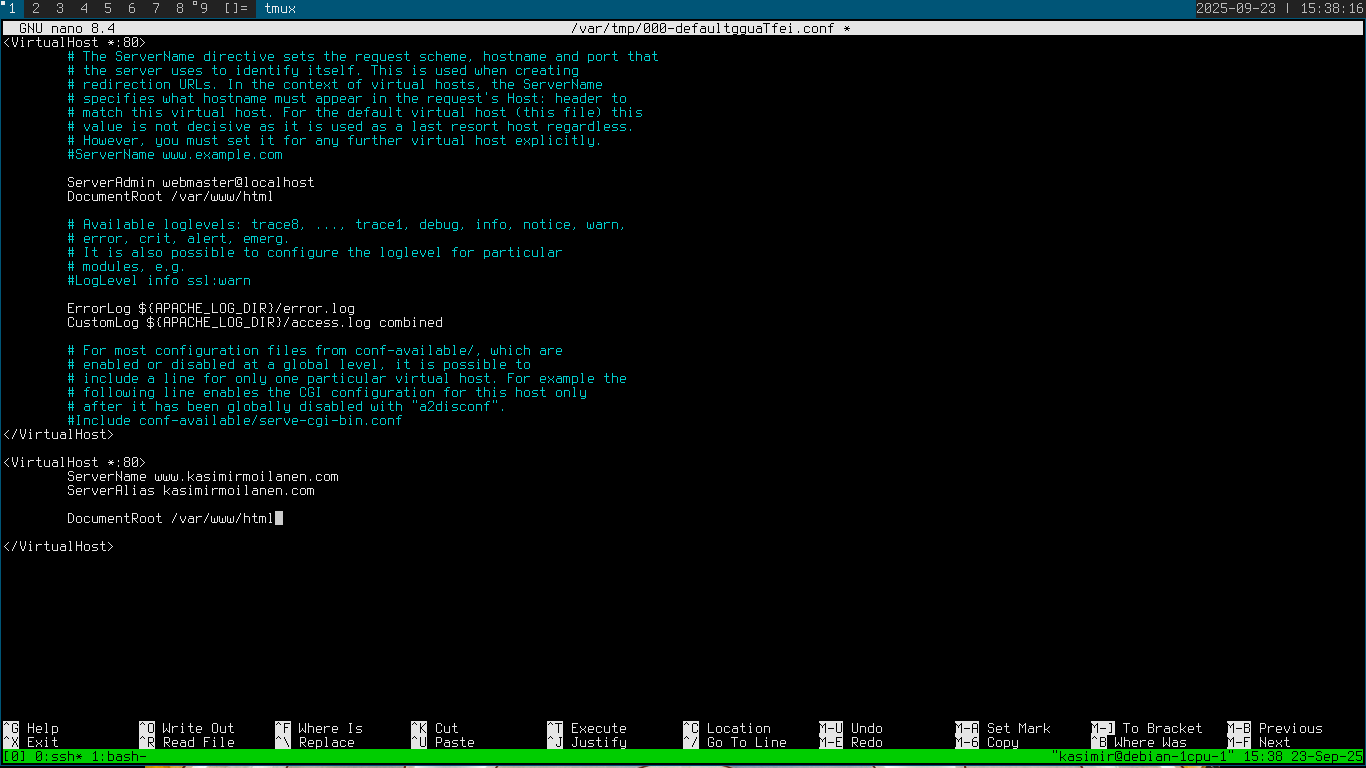 1 2 3 4 5 6 7 8 9 []= tmux 2025-09-23 | 15:38:16
GNU nano 8.4 /var/tmp/000-defaultgguaTfei.conf *
<VirtualHost *:80>
# The ServerName directive sets the request scheme, hostname and port that
# the server uses to identify itself. This is used when creating
# redirection URLs. In the context of virtual hosts, the ServerName
# specifies what hostname must appear in the request's Host: header to
# match this virtual host. For the default virtual host (this file) this
# value is not decisive as it is used as a last resort host regardless.
# However, you must set it for any further virtual host explicitly.
#ServerName www.example.com
ServerAdmin webmaster@localhost
DocumentRoot /var/www/html
# Available loglevels: trace8, ..., trace1, debug, info, notice, warn,
# error, crit, alert, emerg.
# It is also possible to configure the loglevel for particular
# modules, e.g.
#LogLevel info ssl:warn
ErrorLog ${APACHE_LOG_DIR}/error.log
CustomLog ${APACHE_LOG_DIR}/access.log combined
# For most configuration files from conf-available/, which are
# enabled or disabled at a global level, it is possible to
# include a line for only one particular virtual host. For example the
# following line enables the CGI configuration for this host only
# after it has been globally disabled with "a2disconf".
#Include conf-available/serve-cgi-bin.conf
</VirtualHost>
<VirtualHost *:80>
ServerName www.kasimirmoilanen.com
ServerAlias kasimirmoilanen.com
DocumentRoot /var/www/html
</VirtualHost>
^G Help ^O Write Out ^F Where Is ^K Cut ^T Execute ^C Location M-U Undo M-A Set Mark M-] To Bracket M-B Previous
^X Exit ^R Read File ^\ Replace ^U Paste ^J Justify ^/ Go To Line M-E Redo M-6 Copy ^B Where Was M-F Next
[0] 0:ssh* 1:bash- "kasimir@debian-1cpu-1" 15:38 23-Sep-25